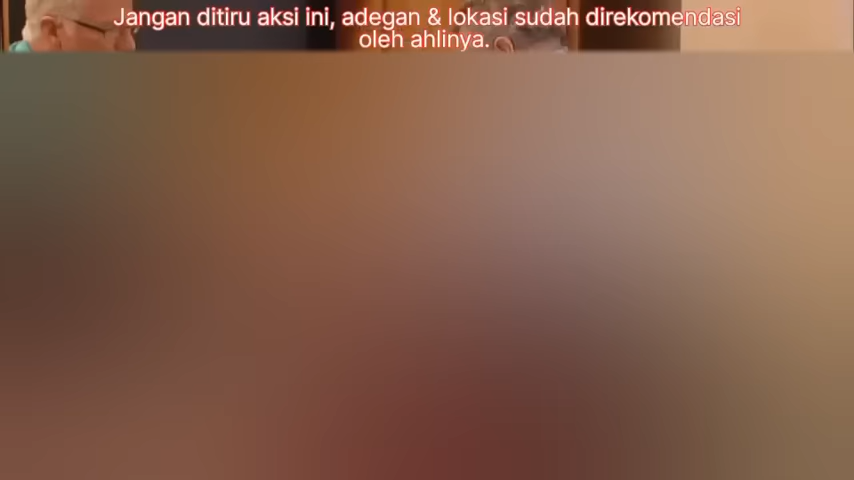 Jangan ditiru aksi ini, adegan & lokasi sudah direkomendasi
oleh ahlinya.